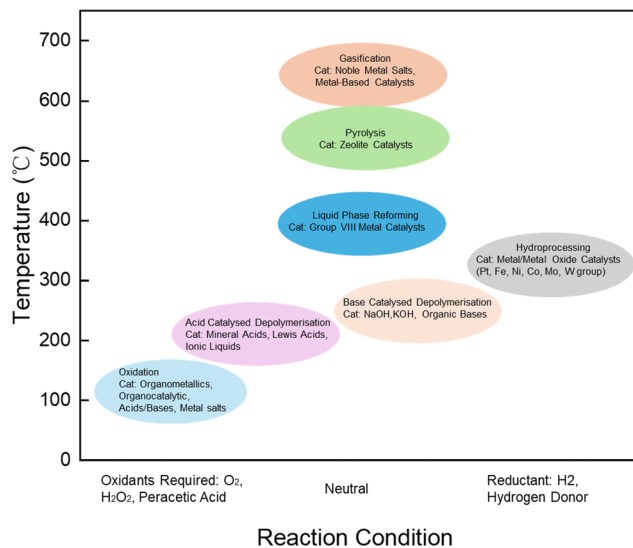 700
600
500
400
300
200
100
0
Temperature (℃)
Gasification
Cat: Noble Metal Salts,
Metal-Based Catalysts
Pyrolysis
Cat: Zeolite Catalysts
Liquid Phase Reforming
Cat: Group VIII Metal Catalysts
Hydroprocessing
Cat: Metal/Metal Oxide Catalysts
(Pt, Fe, Ni, Co, Mo, W group)
Base Catalysed Depolymerisation
Cat: NaOH,KOH, Organic Bases
Acid Catalysed Depolymerisation
Cat: Mineral Acids, Lewis Acids,
Ionic Liquids
Oxidation
Cat: Organometallics,
Organocatalytic,
Acids/Bases, Metal salts
Oxidants Required: O₂,
H₂O₂, Peracetic Acid
Neutral
Reductant: H2,
Hydrogen Donor
Reaction Condition